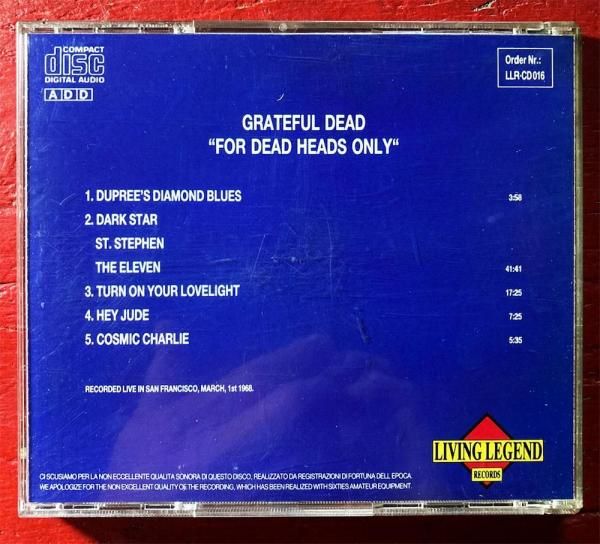 COMPACT
disc
DIGITAL AUDIO
A D D
Order Nr.:
LLR-CD 016
GRATEFUL DEAD
"FOR DEAD HEADS ONLY"
1. DUPREE'S DIAMOND BLUES 3:58
2. DARK STAR
ST. STEPHEN
THE ELEVEN 41:41
3. TURN ON YOUR LOVELIGHT 17:25
4. HEY JUDE 7:25
5. COSMIC CHARLIE 5:35
RECORDED LIVE IN SAN FRANCISCO, MARCH, 1st 1968.
LIVING LEGEND
RECORDS
CI SCUSIAMO PER LA NON ECCELLENTE QUALITA SONORA DI QUESTO DISCO, REALIZZATO DA REGISTRAZIONI DI FORTUNA DELL EPOCA.
WE APOLOGIZE FOR THE NON EXCELLENT QUALITY OF THE RECORDING, WHICH HAS BEEN REALIZED WITH SIXTIES AMATEUR EQUIPMENT.